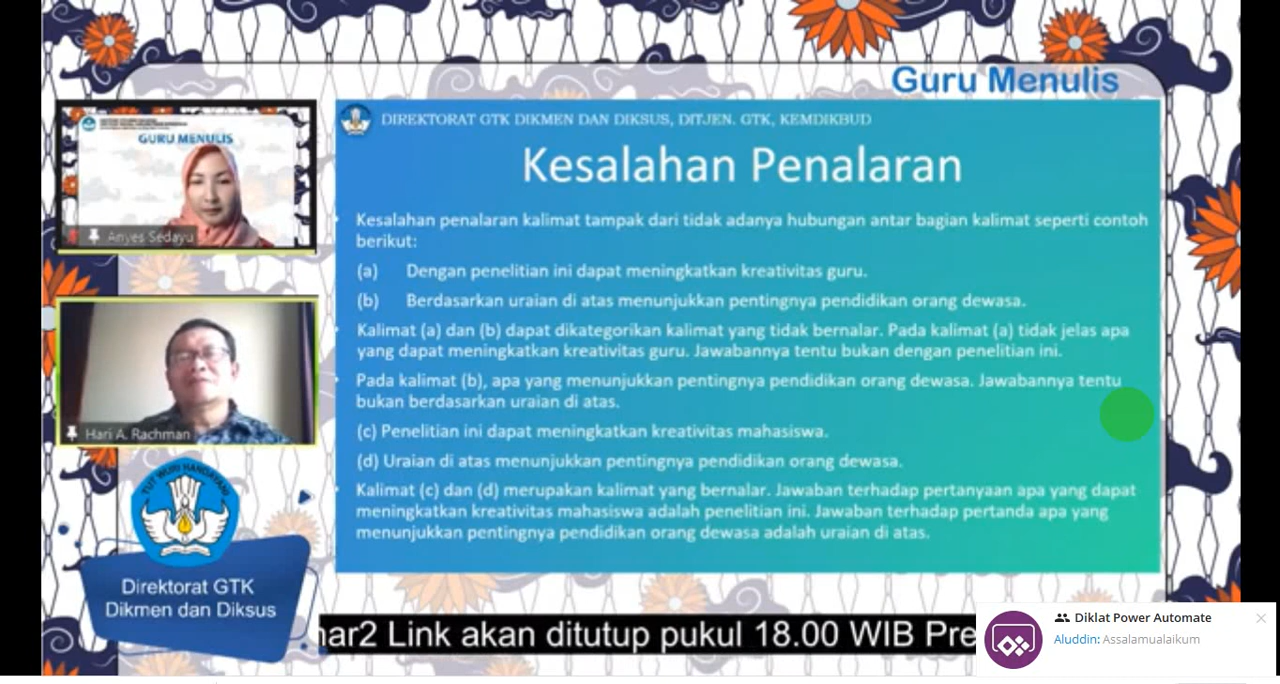 Guru Menulis
DIREKTORAT GTK DIKMEN DAN DIKSUS, DITJEN. GTK, KEMDIKBUD
Kesalahan Penalaran
Kesalahan penalaran kalimat tampak dari tidak adanya hubungan antar bagian kalimat seperti contoh
berikut:
(a) Dengan penelitian ini dapat meningkatkan kreativitas guru.
(b) Berdasarkan uraian di atas menunjukkan pentingnya pendidikan orang dewasa.
Kalimat (a) dan (b) dapat dikategorikan kalimat yang tidak bernalar. Pada kalimat (a) tidak jelas apa
yang dapat meningkatkan kreativitas guru. Jawabannya tentu bukan dengan penelitian ini.
Pada kalimat (b), apa yang menunjukkan pentingnya pendidikan orang dewasa. Jawabannya tentu
bukan berdasarkan uraian di atas.
(c) Penelitian ini dapat meningkatkan kreativitas mahasiswa.
(d) Uraian di atas menunjukkan pentingnya pendidikan orang dewasa.
Kalimat (c) dan (d) merupakan kalimat yang bernalar. Jawaban terhadap pertanyaan apa yang dapat
meningkatkan kreativitas mahasiswa adalah penelitian ini. Jawaban terhadap pertanda apa yang
menunjukkan pentingnya pendidikan orang dewasa adalah uraian di atas.
GURU MENULIS
Anyes Sedayu
Hari A. Rachman
TUT WURI HANDAYANI
Direktorat GTK
Dikmen dan Diksus
nar2 Link akan ditutup pukul 18.00 WIB Pre
Diklat Power Automate
Aluddin: Assalamualaikum